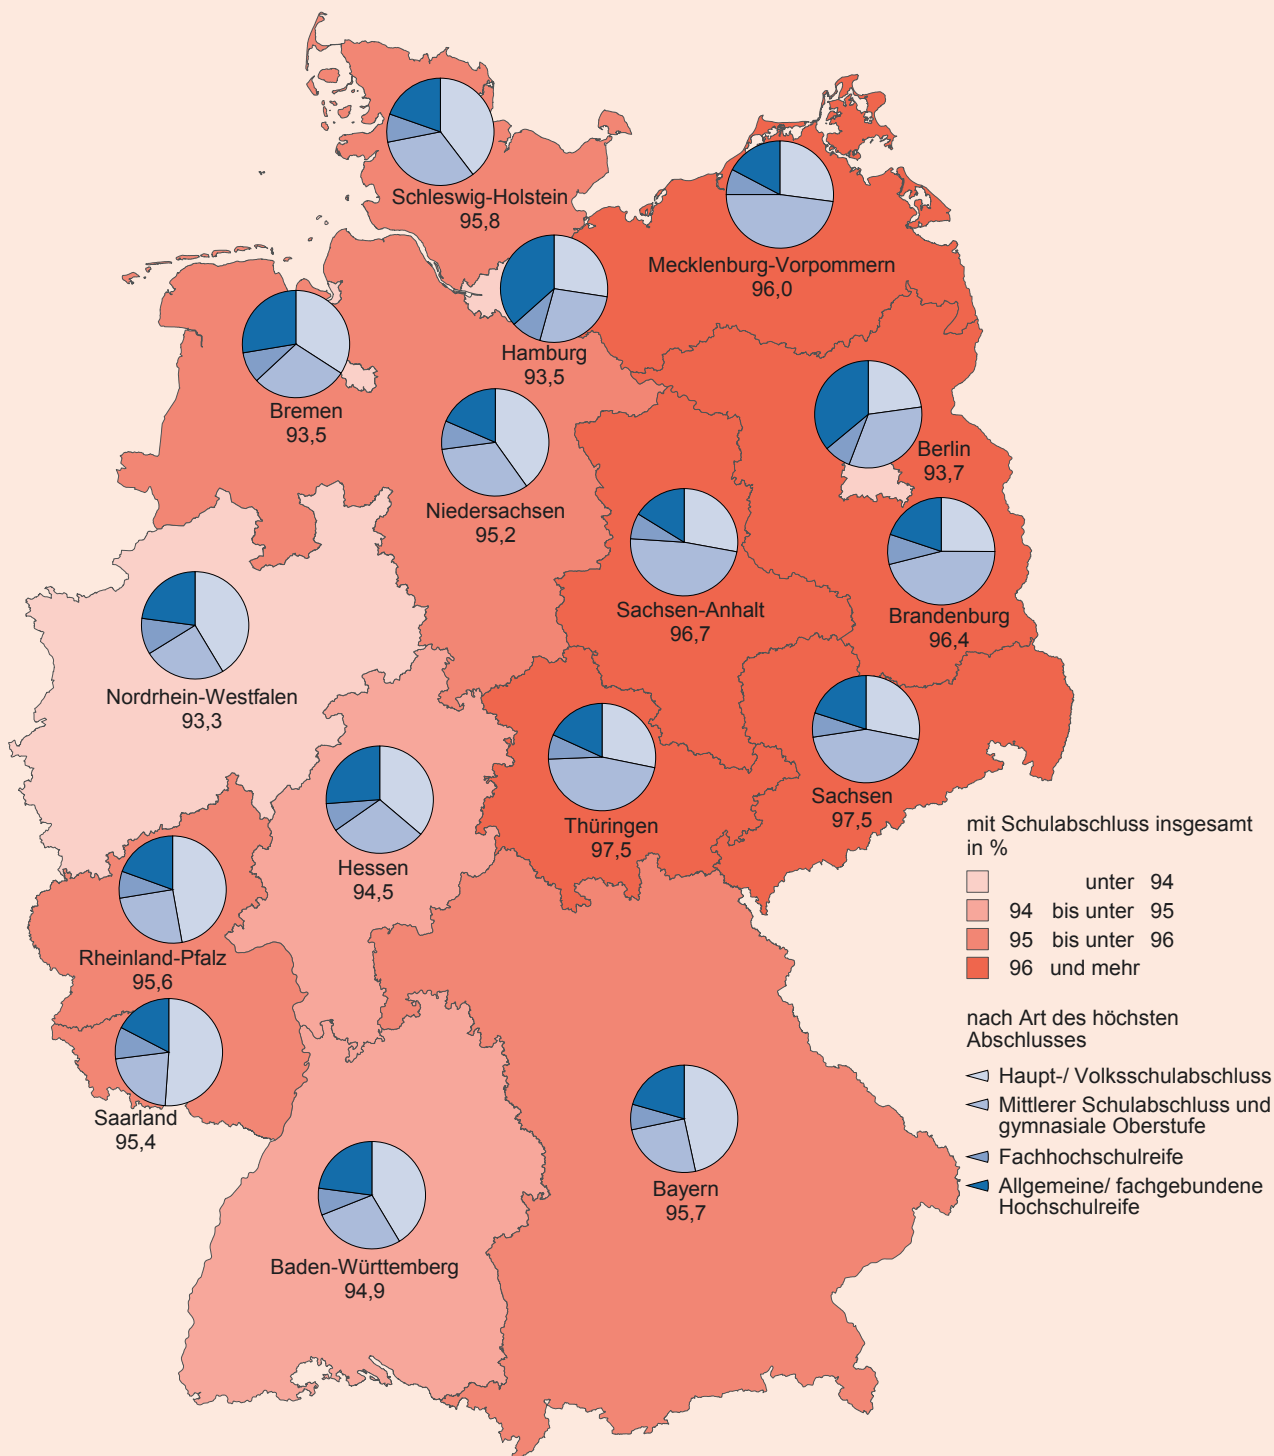 Schleswig-Holstein
95,8
Mecklenburg-Vorpommern
96,0
Hamburg
93,5
Bremen
93,5
Berlin
93,7
Niedersachsen
95,2
Brandenburg
96,4
Sachsen-Anhalt
96,7
Nordrhein-Westfalen
93,3
Sachsen
97,5
Thüringen
97,5
Hessen
94,5
Rheinland-Pfalz
95,6
Saarland
95,4
Bayern
95,7
Baden-Württemberg
94,9
mit Schulabschluss insgesamt
in %
unter 94
94 bis unter 95
95 bis unter 96
96 und mehr
nach Art des höchsten
Abschlusses
Haupt-/ Volksschulabschluss
Mittlerer Schulabschluss und
gymnasiale Oberstufe
Fachhochschulreife
Allgemeine/ fachgebundene
Hochschulreife